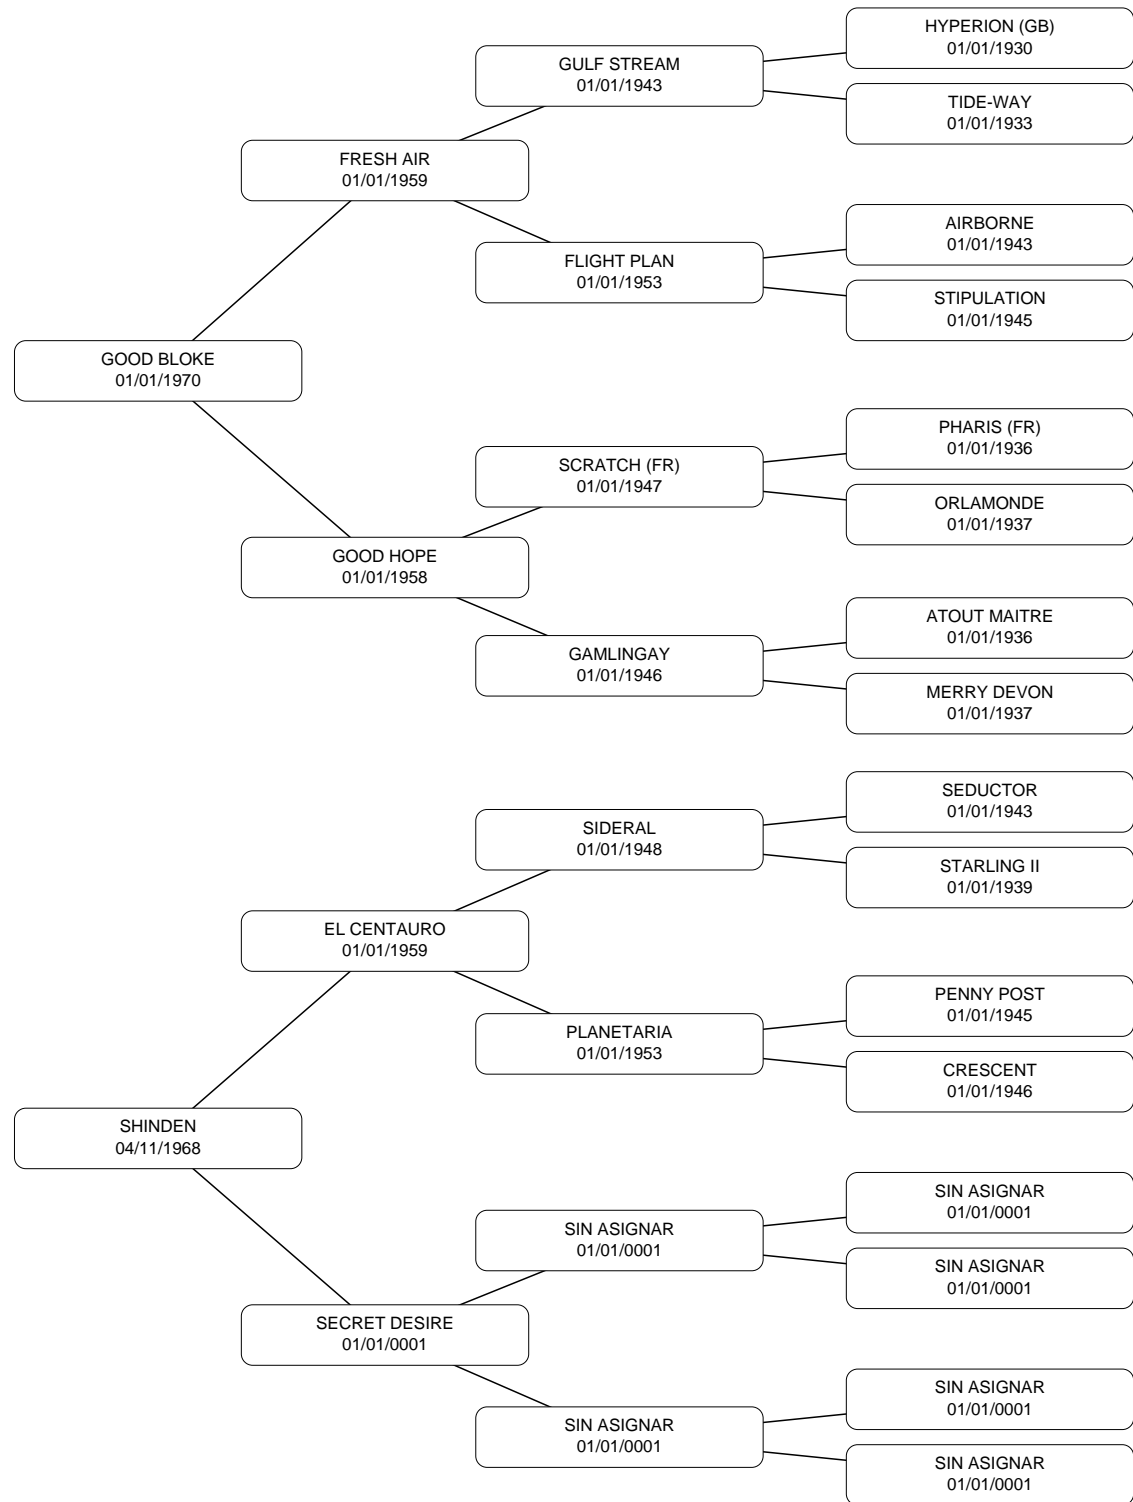 HYPERION (GB)
01/01/1930
GULF STREAM
01/01/1943
TIDE-WAY
01/01/1933
FRESH AIR
01/01/1959
AIRBORNE
01/01/1943
FLIGHT PLAN
01/01/1953
STIPULATION
01/01/1945
GOOD BLOKE
01/01/1970
PHARIS (FR)
01/01/1936
SCRATCH (FR)
01/01/1947
ORLAMONDE
01/01/1937
GOOD HOPE
01/01/1958
ATOUT MAITRE
01/01/1936
GAMLINGAY
01/01/1946
MERRY DEVON
01/01/1937
SEDUCTOR
01/01/1943
SIDERAL
01/01/1948
STARLING II
01/01/1939
EL CENTAURO
01/01/1959
PENNY POST
01/01/1945
PLANETARIA
01/01/1953
CRESCENT
01/01/1946
SHINDEN
04/11/1968
SIN ASIGNAR
01/01/0001
SIN ASIGNAR
01/01/0001
SIN ASIGNAR
01/01/0001
SECRET DESIRE
01/01/0001
SIN ASIGNAR
01/01/0001
SIN ASIGNAR
01/01/0001
SIN ASIGNAR
01/01/0001